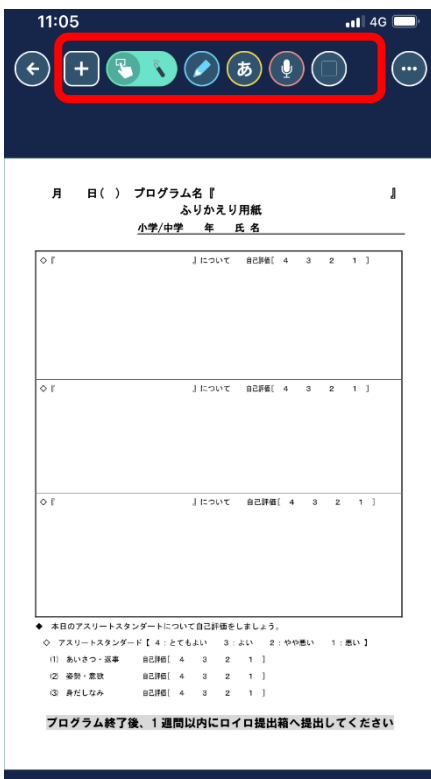 11:05 4G
あ
月 日( ) プログラム名『 』
ふりかえり用紙
小学/中学 年 氏 名
◇『 』について 自己評価[ 4 3 2 1 ]
◇『 』について 自己評価[ 4 3 2 1 ]
◇『 』について 自己評価[ 4 3 2 1 ]
◆ 本日のアスリートスタンダートについて自己評価をしましょう。
◇ アスリートスタンダード【 4:とてもよい 3:よい 2:やや悪い 1:悪い 】
(1) あいさつ・返事 自己評価[ 4 3 2 1 ]
(2) 姿勢・意欲 自己評価[ 4 3 2 1 ]
(3) 身だしなみ 自己評価[ 4 3 2 1 ]
プログラム終了後、1週間以内にロイロ提出箱へ提出してください